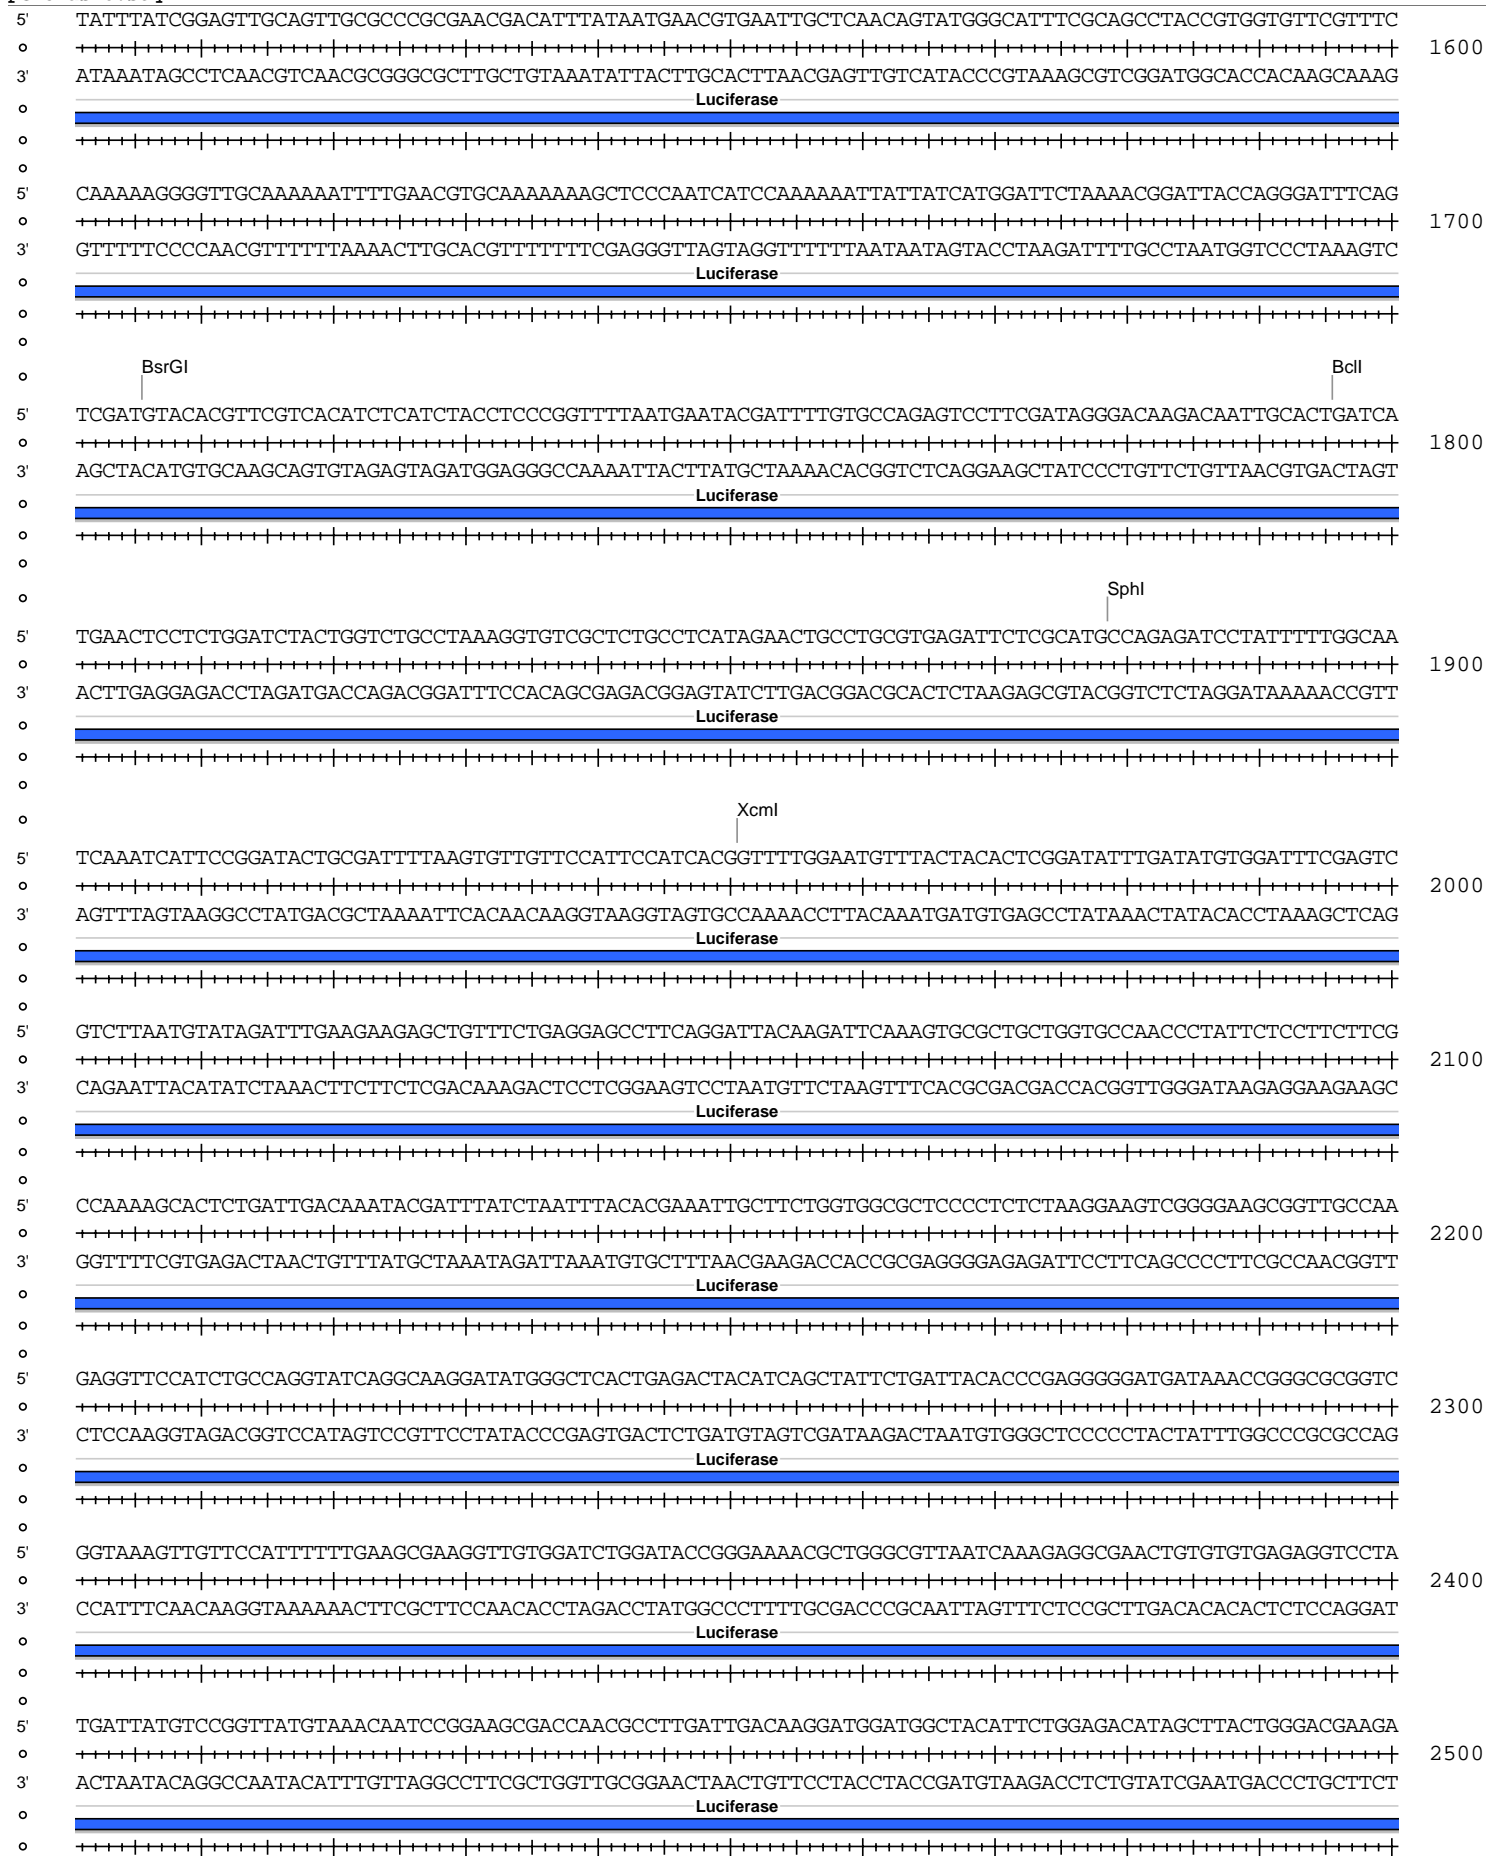 5' TATTTATCGGAGTTGCAGTTGCGCCCGCGAACGACATTTATAATGAACGTGAATTGCTCAACAGTATGGGCATTTCGCAGCCTACCGTGGTGTTCGTTTC
1600
3' ATAAATAGCCTCAACGTCAACGCGGGCGCTTGCTGTAAATATTACTTGCACTTAACGAGTTGTCATACCCGTAAAGCGTCGGATGGCACCACAAGCAAAG
Luciferase
5' CAAAAAGGGGTTGCAAAAAATTTTGAACGTGCAAAAAAAGCTCCCAATCATCCAAAAAATTATTATCATGGATTCTAAAACGGATTACCAGGGATTTCAG
1700
3' GTTTTTCCCCAACGTTTTTTAAAACTTGCACGTTTTTTTCGAGGGTTAGTAGGTTTTTTAATAATAGTACCTAAGATTTTGCCTAATGGTCCCTAAAGTC
Luciferase
BsrGI BclI
5' TCGATGTACACGTTCGTCACATCTCATCTACCTCCCGGTTTTAATGAATACGATTTTGTGCCAGAGTCCTTCGATAGGGACAAGACAATTGCACTGATCA
1800
3' AGCTACATGTGCAAGCAGTGTAGAGTAGATGGAGGGCCAAAATTACTTATGCTAAAACACGGTCTCAGGAAGCTATCCCTGTTCTGTTAACGTGACTAGT
Luciferase
SphI
5' TGAACTCCTCTGGATCTACTGGTCTGCCTAAAGGTGTCGCTCTGCCTCATAGAACTGCCTGCGTGAGATTCTCGCATGCCAGAGATCCTATTTTTGGCAA
1900
3' ACTTGAGGAGACCTAGATGACCAGACGGATTTCCACAGCGAGACGGAGTATCTTGACGGACGCACTCTAAGAGCGTACGGTCTCTAGGATAAAAACCGTT
Luciferase
XcmI
5' TCAAATCATTCCGGATACTGCGATTTTAAGTGTTGTTCCATTCCATCACGGTTTTGGAATGTTTACTACACTCGGATATTTGATATGTGGATTTCGAGTC
2000
3' AGTTTAGTAAGGCCTATGACGCTAAAATTCACAACAAGGTAAGGTAGTGCCAAAACCTTACAAATGATGTGAGCCTATAAACTATACACCTAAAGCTCAG
Luciferase
5' GTCTTAATGTATAGATTTGAAGAAGAGCTGTTTCTGAGGAGCCTTCAGGATTACAAGATTCAAAGTGCGCTGCTGGTGCCAACCCTATTCTCCTTCTTCG
2100
3' CAGAATTACATATCTAAACTTCTTCTCGACAAAGACTCCTCGGAAGTCCTAATGTTCTAAGTTTCACGCGACGACCACGGTTGGGATAAGAGGAAGAAGC
Luciferase
5' CCAAAAGCACTCTGATTGACAAATACGATTTATCTAATTTACACGAAATTGCTTCTGGTGGCGCTCCCCTCTCTAAGGAAGTCGGGGAAGCGGTTGCCAA
2200
3' GGTTTTCGTGAGACTAACTGTTTATGCTAAATAGATTAAATGTGCTTTAACGAAGACCACCGCGAGGGGAGAGATTCCTTCAGCCCCTTCGCCAACGGTT
Luciferase
5' GAGGTTCCATCTGCCAGGTATCAGGCAAGGATATGGGCTCACTGAGACTACATCAGCTATTCTGATTACACCCGAGGGGGATGATAAACCGGGCGCGGTC
2300
3' CTCCAAGGTAGACGGTCCATAGTCCGTTCCTATACCCGAGTGACTCTGATGTAGTCGATAAGACTAATGTGGGCTCCCCCTACTATTTGGCCCGCGCCAG
Luciferase
5' GGTAAAGTTGTTCCATTTTTTGAAGCGAAGGTTGTGGATCTGGATACCGGGAAAACGCTGGGCGTTAATCAAAGAGGCGAACTGTGTGTGAGAGGTCCTA
2400
3' CCATTTCAACAAGGTAAAAAACTTCGCTTCCAACACCTAGACCTATGGCCCTTTTGCGACCCGCAATTAGTTTCTCCGCTTGACACACACTCTCCAGGAT
Luciferase
5' TGATTATGTCCGGTTATGTAAACAATCCGGAAGCGACCAACGCCTTGATTGACAAGGATGGATGGCTACATTCTGGAGACATAGCTTACTGGGACGAAGA
2500
3' ACTAATACAGGCCAATACATTTGTTAGGCCTTCGCTGGTTGCGGAACTAACTGTTCCTACCTACCGATGTAAGACCTCTGTATCGAATGACCCTGCTTCT
Luciferase